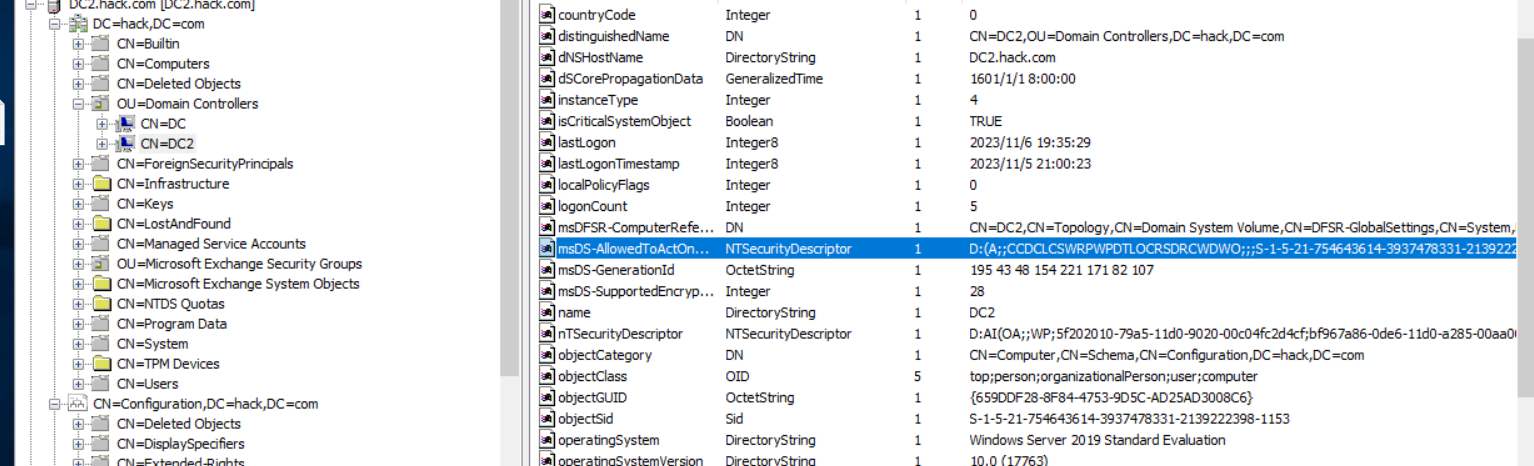 DC2.hack.com [DC2.hack.com]
DC=hack,DC=com
CN=Builtin
CN=Computers
CN=Deleted Objects
OU=Domain Controllers
CN=DC
CN=DC2
CN=ForeignSecurityPrincipals
CN=Infrastructure
CN=Keys
CN=LostAndFound
CN=Managed Service Accounts
OU=Microsoft Exchange Security Groups
CN=Microsoft Exchange System Objects
CN=NTDS Quotas
CN=Program Data
CN=System
CN=TPM Devices
CN=Users
CN=Configuration,DC=hack,DC=com
CN=Deleted Objects
CN=DisplaySpecifiers
CN=Extended-Rights
countryCode Integer 1 0
distinguishedName DN 1 CN=DC2,OU=Domain Controllers,DC=hack,DC=com
dNSHostName DirectoryString 1 DC2.hack.com
dSCorePropagationData GeneralizedTime 1 1601/1/1 8:00:00
instanceType Integer 1 4
isCriticalSystemObject Boolean 1 TRUE
lastLogon Integer8 1 2023/11/6 19:35:29
lastLogonTimestamp Integer8 1 2023/11/5 21:00:23
localPolicyFlags Integer 1 0
logonCount Integer 1 5
msDFSR-ComputerRefe... DN 1 CN=DC2,CN=Topology,CN=Domain System Volume,CN=DFSR-GlobalSettings,CN=System,
msDS-AllowedToActOn... NTSecurityDescriptor 1 D:(A;;CCDCLCSWRPWPDTLOCRSDRCWDWO;;;S-1-5-21-754643614-3937478331-2139222
msDS-GenerationId OctetString 1 195 43 48 154 221 171 82 107
msDS-SupportedEncryp... Integer 1 28
name DirectoryString 1 DC2
nTSecurityDescriptor NTSecurityDescriptor 1 D:AI(OA;;WP;5f202010-79a5-11d0-9020-00c04fc2d4cf;bf967a86-0de6-11d0-a285-00aa00
objectCategory DN 1 CN=Computer,CN=Schema,CN=Configuration,DC=hack,DC=com
objectClass OID 5 top;person;organizationalPerson;user;computer
objectGUID OctetString 1 {659DDF28-8F84-4753-9D5C-AD25AD3008C6}
objectSid Sid 1 S-1-5-21-754643614-3937478331-2139222398-1153
operatingSystem DirectoryString 1 Windows Server 2019 Standard Evaluation
operatingSystemVersion DirectoryString 1 10.0 (17763)